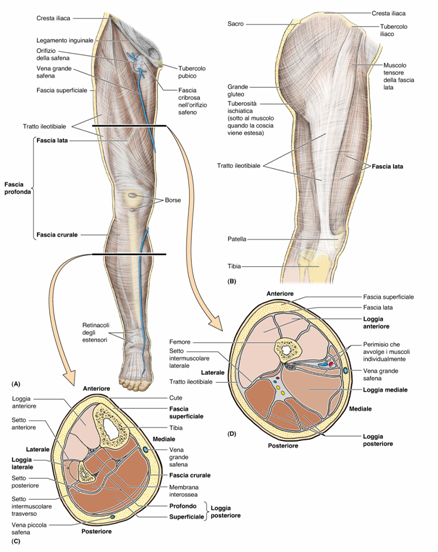 Cresta iliaca
Legamento inguinale
Orifizio
della safena
Vena grande
safena
Fascia superficiale
Tubercolo
pubico
Fascia
cribrosa
nell'orifizio
safeno
Tratto ileotibiale
Fascia lata
Fascia
profonda
Borse
Fascia crurale
Retinacoli
degli
estensori
(A)
Cresta iliaca
Sacro
Tubercolo
iliaco
Muscolo
tensore
della fascia
lata
Grande
gluteo
Tuberosità
ischiatica
(sotto al muscolo
quando la coscia
viene estesa)
Tratto ileotibiale
Fascia lata
Patella
Tibia
(B)
Anteriore
Cute
Loggia
anteriore
Fascia
superficiale
Setto
anteriore
Tibia
Mediale
Laterale
Vena
grande
safena
Loggia
laterale
Setto
posteriore
Fascia crurale
Membrana
interossea
Setto
intermuscolare
trasverso
Profondo
Superficiale
Loggia
posteriore
Vena piccola
safena
Posteriore
(C)
Anteriore
Fascia superficiale
Fascia lata
Loggia
anteriore
Femore
Setto
intermuscolare
laterale
Perimisio che
avvolge i muscoli
individualmente
Laterale
Vena grande
safena
Tratto ileotibiale
Loggia mediale
Mediale
Loggia
posteriore
Posteriore
(D)